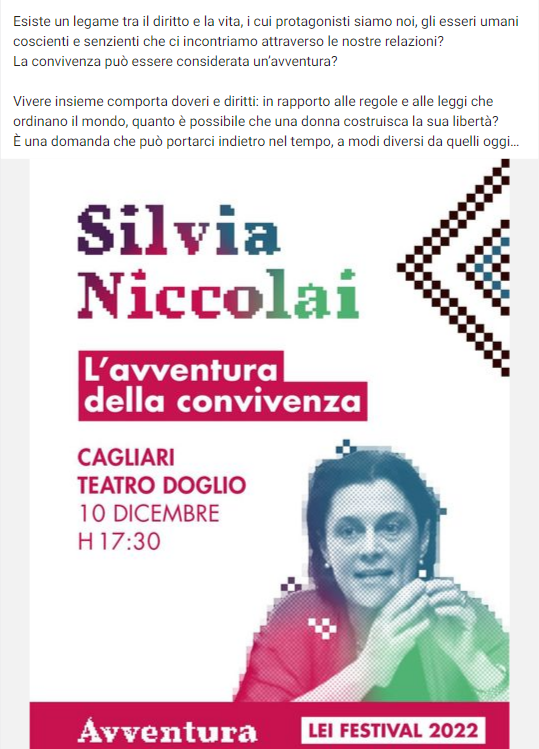 Esiste un legame tra il diritto e la vita, i cui protagonisti siamo noi, gli esseri umani
coscienti e senzienti che ci incontriamo attraverso le nostre relazioni?
La convivenza può essere considerata un'avventura?
Vivere insieme comporta doveri e diritti: in rapporto alle regole e alle leggi che
ordinano il mondo, quanto è possibile che una donna costruisca la sua libertà?
È una domanda che può portarci indietro nel tempo, a modi diversi da quelli oggi...
Silvia
Niccolai
L'avventura
della convivenza
CAGLIARI
TEATRO DOGLIO
10 DICEMBRE
H 17:30
Avventura
LEI FESTIVAL 2022